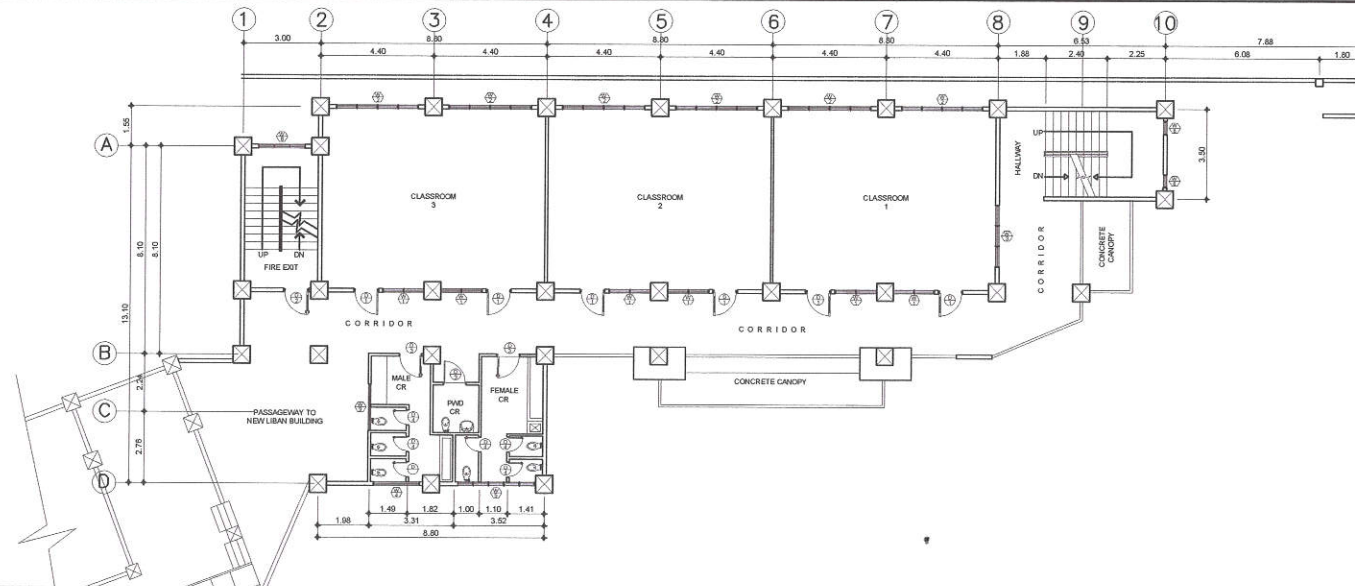 1 2 3 4 5 6 7 8 9 10
3.00 8.80 8.80 8.80 6.53 7.88
4.40 4.40 4.40 4.40 4.40 4.40 1.88 2.40 2.25 6.08 1.80
1.55
A
UP
DN
HALLWAY
3.50
CLASSROOM
3
CLASSROOM
2
CLASSROOM
1
8.10
8.10
13.10
UP DN
FIRE EXIT
CORRIDOR
CONCRETE
CANOPY
CORRIDOR
CORRIDOR
B
2.24
MALE
CR
PWD
CR
FEMALE
CR
CONCRETE CANOPY
C
PASSAGEWAY TO
NEW LIBAN BUILDING
2.76
D
1.49 1.82 1.00 1.10 1.41
1.98 3.31 3.52
8.80